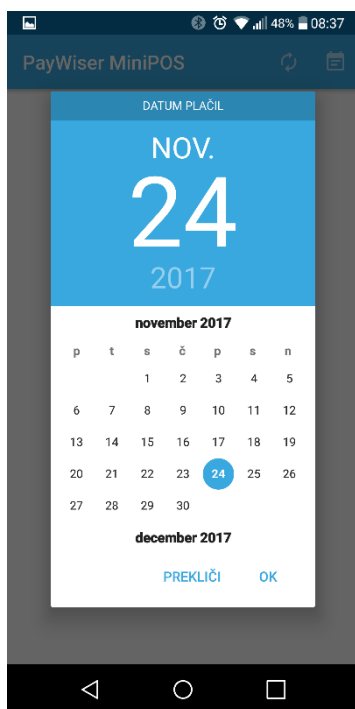 48% 08:37
PayWiser MiniPOS
DATUM PLAČIL
NOV.
24
2017
november 2017
p t s č p s n
1 2 3 4 5
6 7 8 9 10 11 12
13 14 15 16 17 18 19
20 21 22 23 24 25 26
27 28 29 30
december 2017
PREKLIČI OK